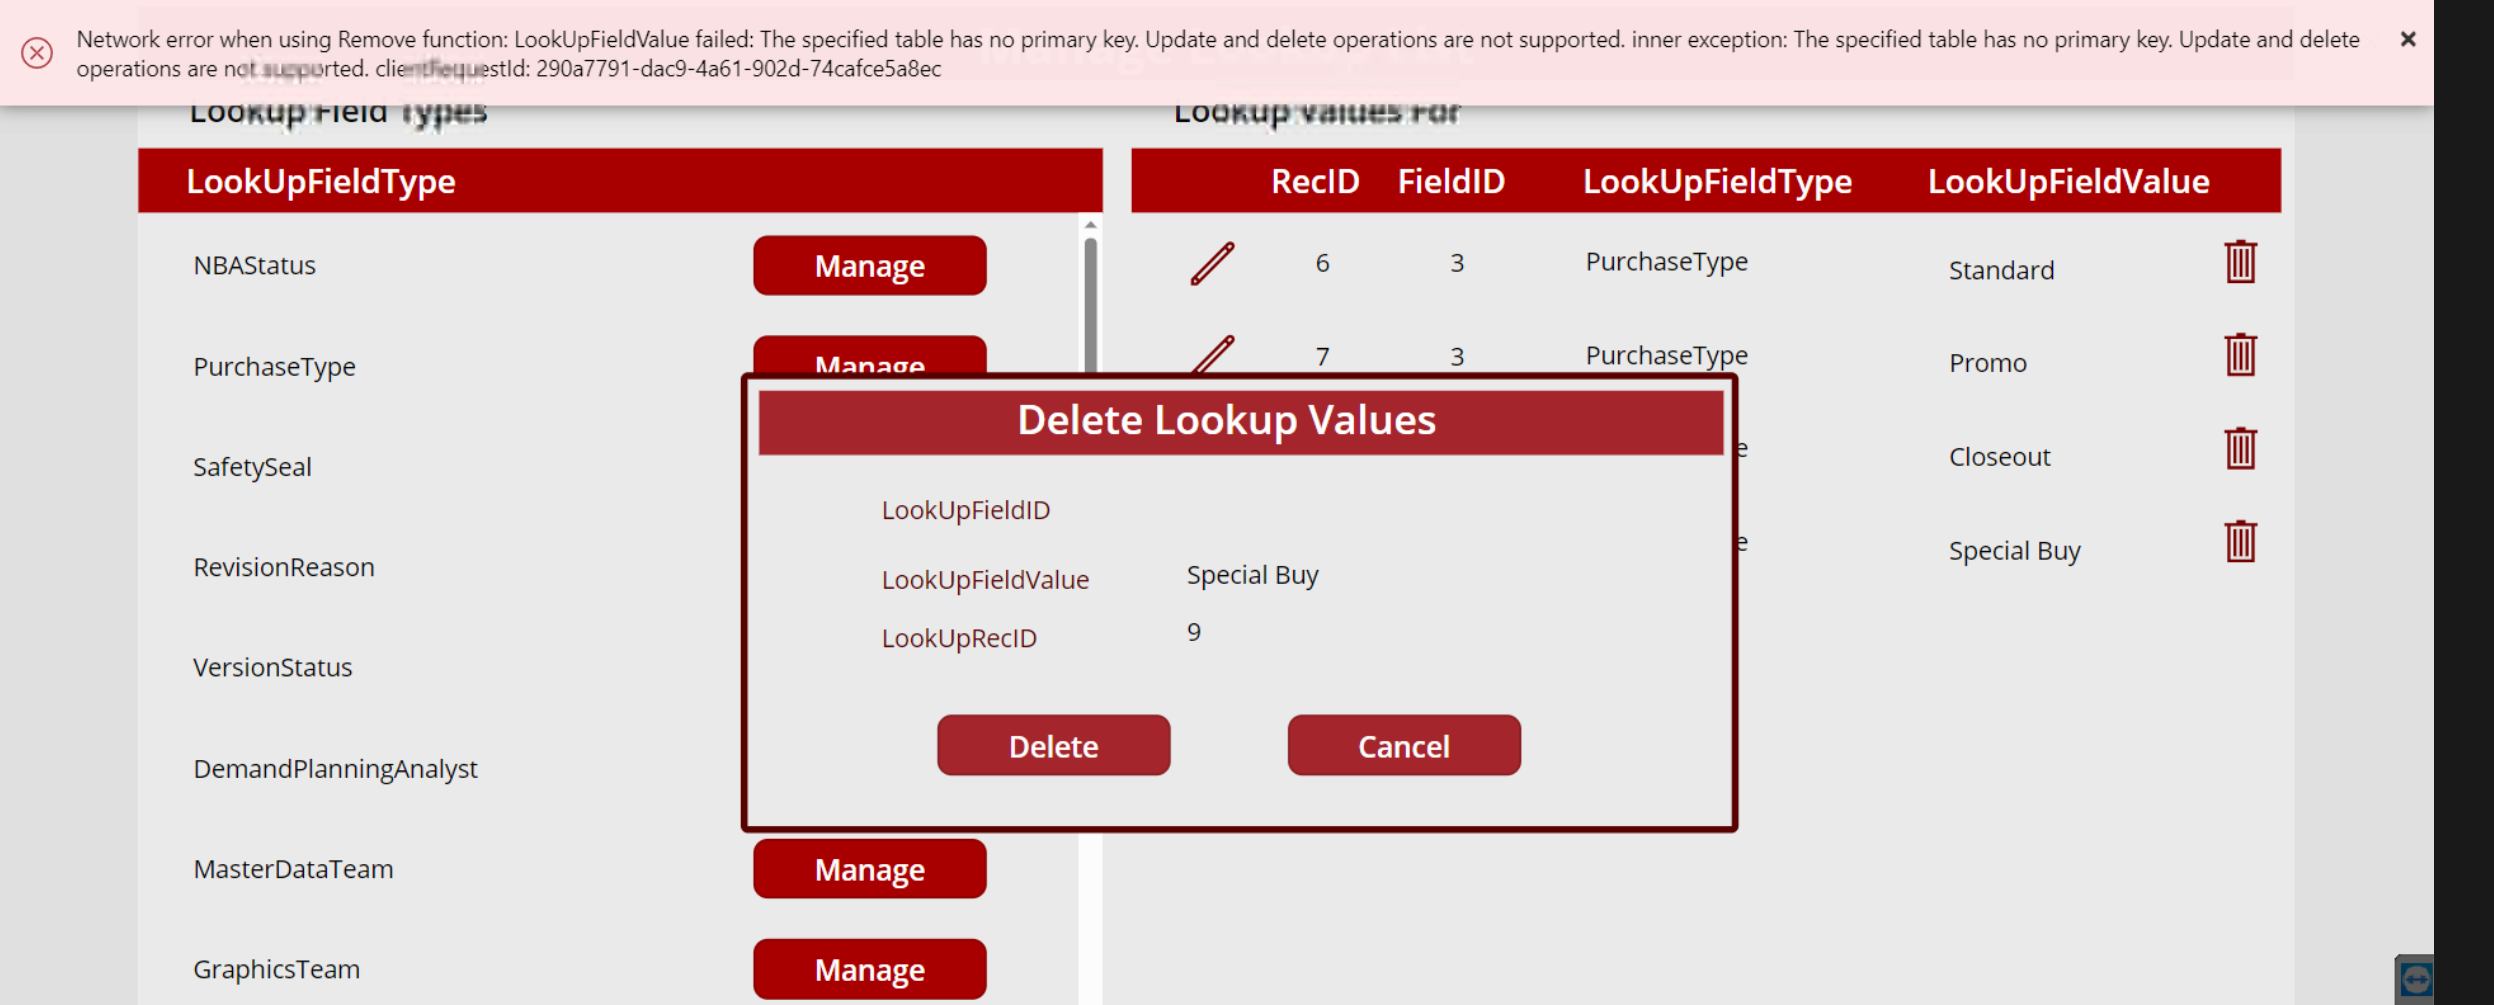 Network error when using Remove function: LookUpFieldValue failed: The specified table has no primary key. Update and delete operations are not supported. inner exception: The specified table has no primary key. Update and delete
operations are not supported. clientRequestId: 290a7791-dac9-4a61-902d-74cafce5a8ec
Lookup Field Types
Lookup Values For
LookUpFieldType
RecID FieldID LookUpFieldType LookUpFieldValue
NBAStatus Manage
6 3 PurchaseType Standard
PurchaseType Manage
7 3 PurchaseType Promo
e Closeout
e Special Buy
Delete Lookup Values
LookUpFieldID
LookUpFieldValue Special Buy
LookUpRecID 9
Delete Cancel
SafetySeal
RevisionReason
VersionStatus
DemandPlanningAnalyst
MasterDataTeam Manage
GraphicsTeam Manage